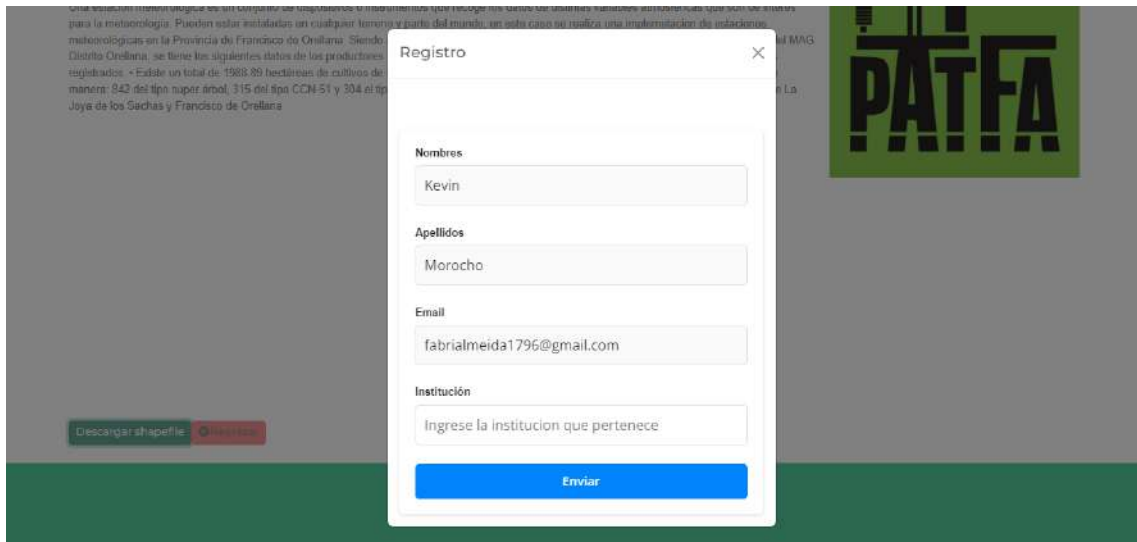 Una estación meteorológica es un conjunto de dispositivos o instrumentos que recoge los datos de distintas variables atmosféricas que son de interés
para la meteorología. Pueden estar instaladas en cualquier terreno y parte del mundo, en este caso se realiza una
meteorológicas en la Provincia de Francisco de Orellana. Siendo
el MAG
Distrito Orellana, se tiene los siguientes datos de los productores
registrados. • Existe un total de 1988.89 hectáreas de cultivos de
manera: 842 del tipo super árbol, 315 del tipo CCN-51 y 304 el tip
e La
Joya de los Sachas y Francisco de Orellana
PATFA
Registro
Nombres
Kevin
Apellidos
Morocho
Email
fabrialmeida1796@gmail.com
Institución
Ingrese la institucion que pertenece
Enviar
Descargar shapefile